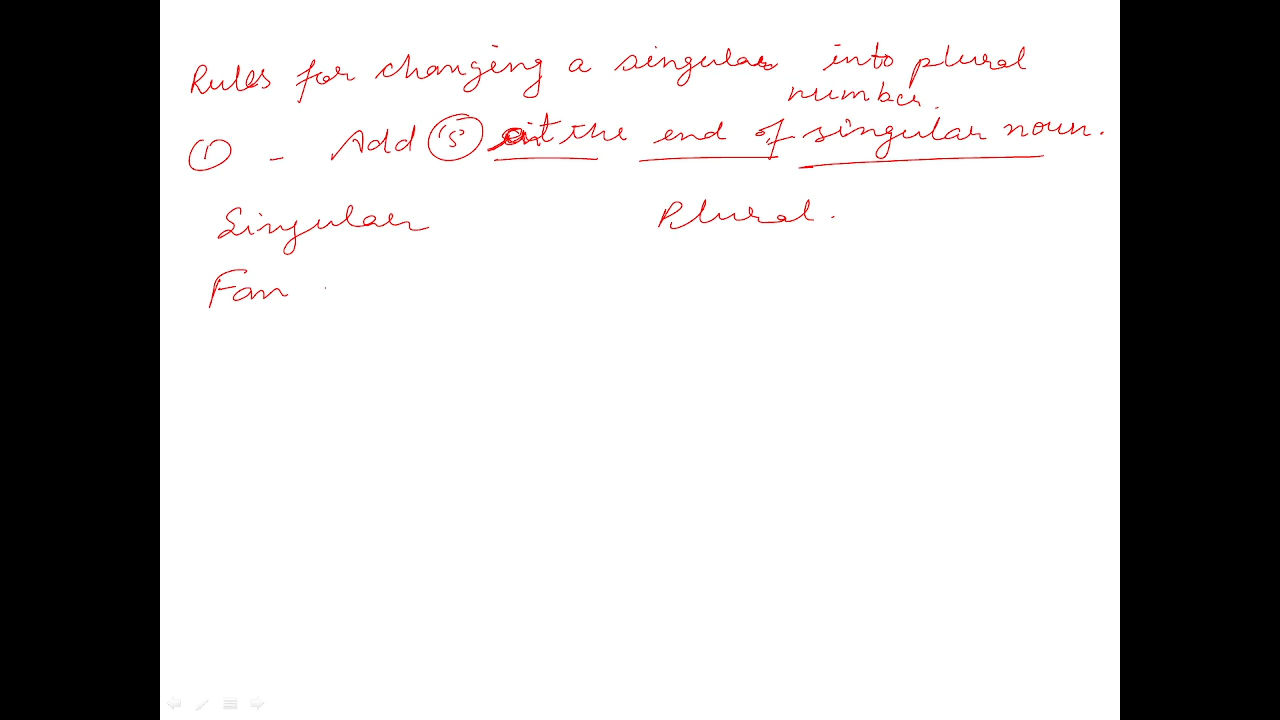 Rules for changing a singular into plural
number.
① - Add 's' at the end of singular noun.
Singular Plural.
Fan